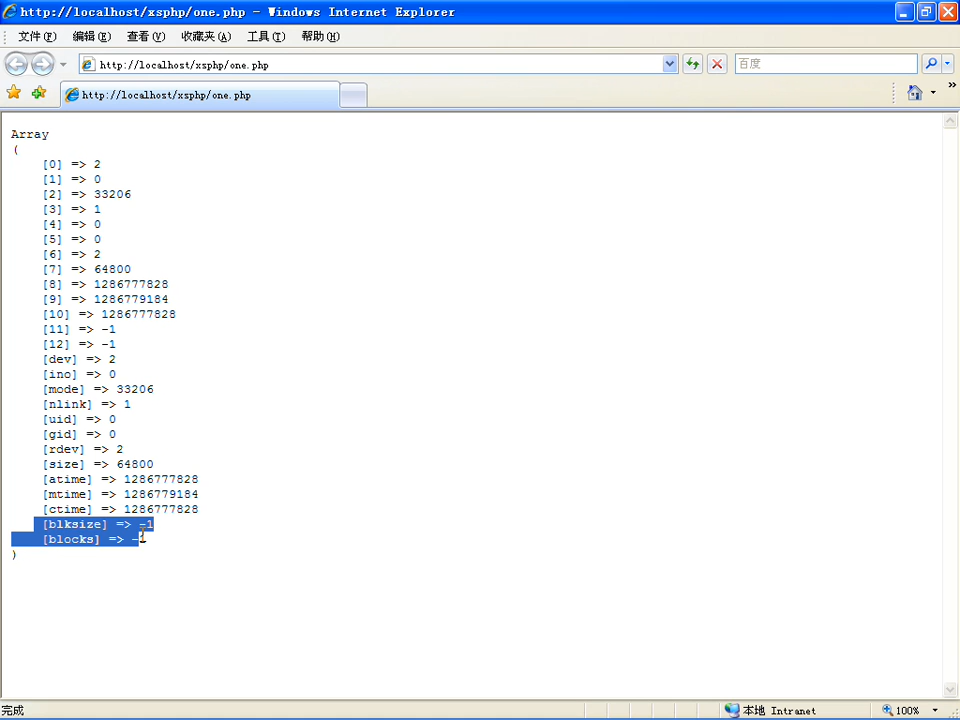 http://localhost/xsphp/one.php - Windows Internet Explorer
文件(F) 编辑(E) 查看(V) 收藏夹(A) 工具(T) 帮助(H)
http://localhost/xsphp/one.php 百度
http://localhost/xsphp/one.php
Array
(
[0] => 2
[1] => 0
[2] => 33206
[3] => 1
[4] => 0
[5] => 0
[6] => 2
[7] => 64800
[8] => 1286777828
[9] => 1286779184
[10] => 1286777828
[11] => -1
[12] => -1
[dev] => 2
[ino] => 0
[mode] => 33206
[nlink] => 1
[uid] => 0
[gid] => 0
[rdev] => 2
[size] => 64800
[atime] => 1286777828
[mtime] => 1286779184
[ctime] => 1286777828
[blksize] => -1
[blocks] => -1
)
完成 本地 Intranet 100%